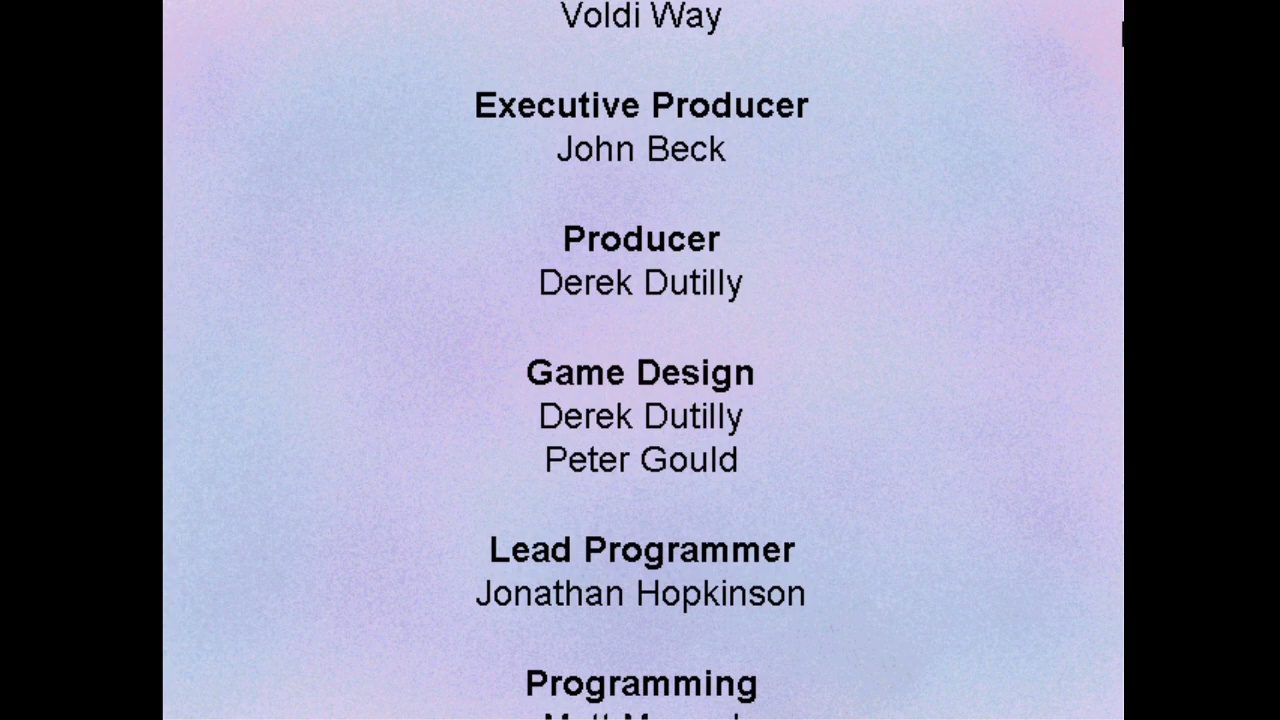 Voldi Way
Executive Producer
John Beck
Producer
Derek Dutilly
Game Design
Derek Dutilly
Peter Gould
Lead Programmer
Jonathan Hopkinson
Programming